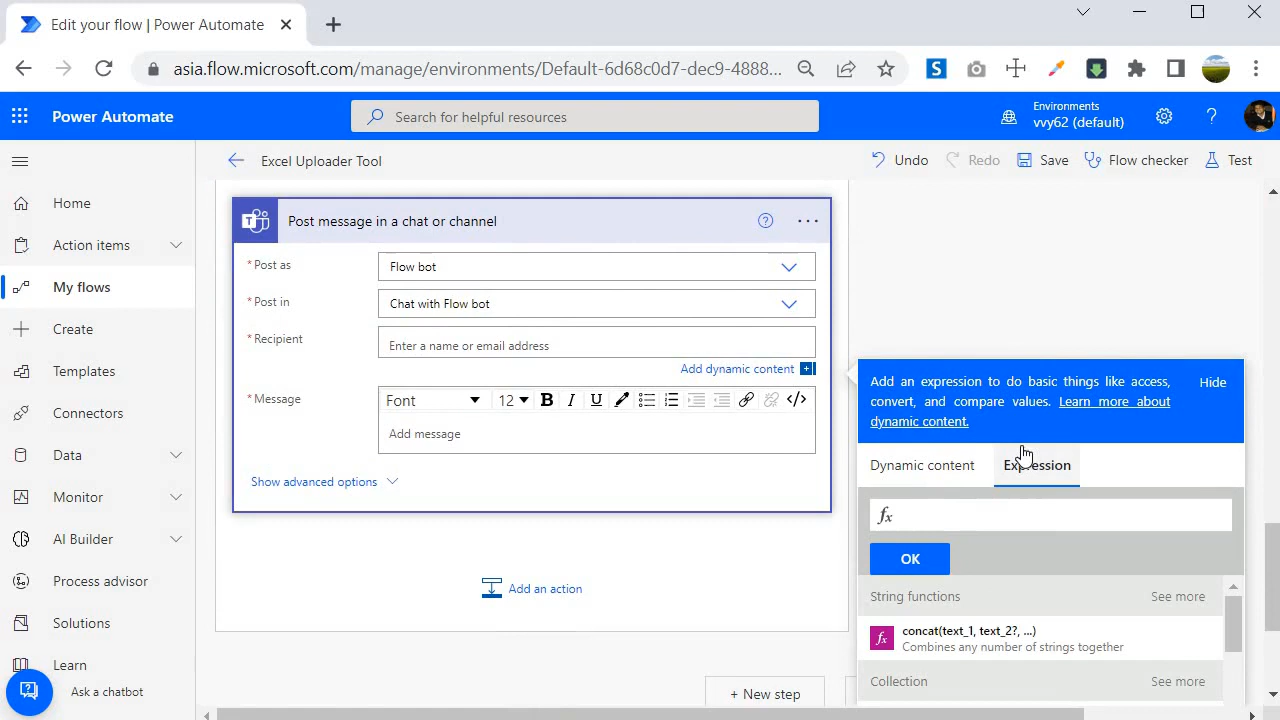 Edit your flow | Power Automate
asia.flow.microsoft.com/manage/environments/Default-6d68c0d7-dec9-4888...
S
Power Automate
Search for helpful resources
Environments
vvy62 (default)
Excel Uploader Tool
Undo
Redo
Save
Flow checker
Test
Home
Action items
My flows
Create
Templates
Connectors
Data
Monitor
AI Builder
Process advisor
Solutions
Learn
Ask a chatbot
Post message in a chat or channel
* Post as
Flow bot
* Post in
Chat with Flow bot
* Recipient
Enter a name or email address
Add dynamic content
* Message
Font
12
B I U
</>
Add message
Show advanced options
Add an action
+ New step
Add an expression to do basic things like access,
convert, and compare values. Learn more about
dynamic content.
Hide
Dynamic content
Expression
fx
OK
String functions
See more
fx
concat(text_1, text_2?, ...)
Combines any number of strings together
Collection
See more